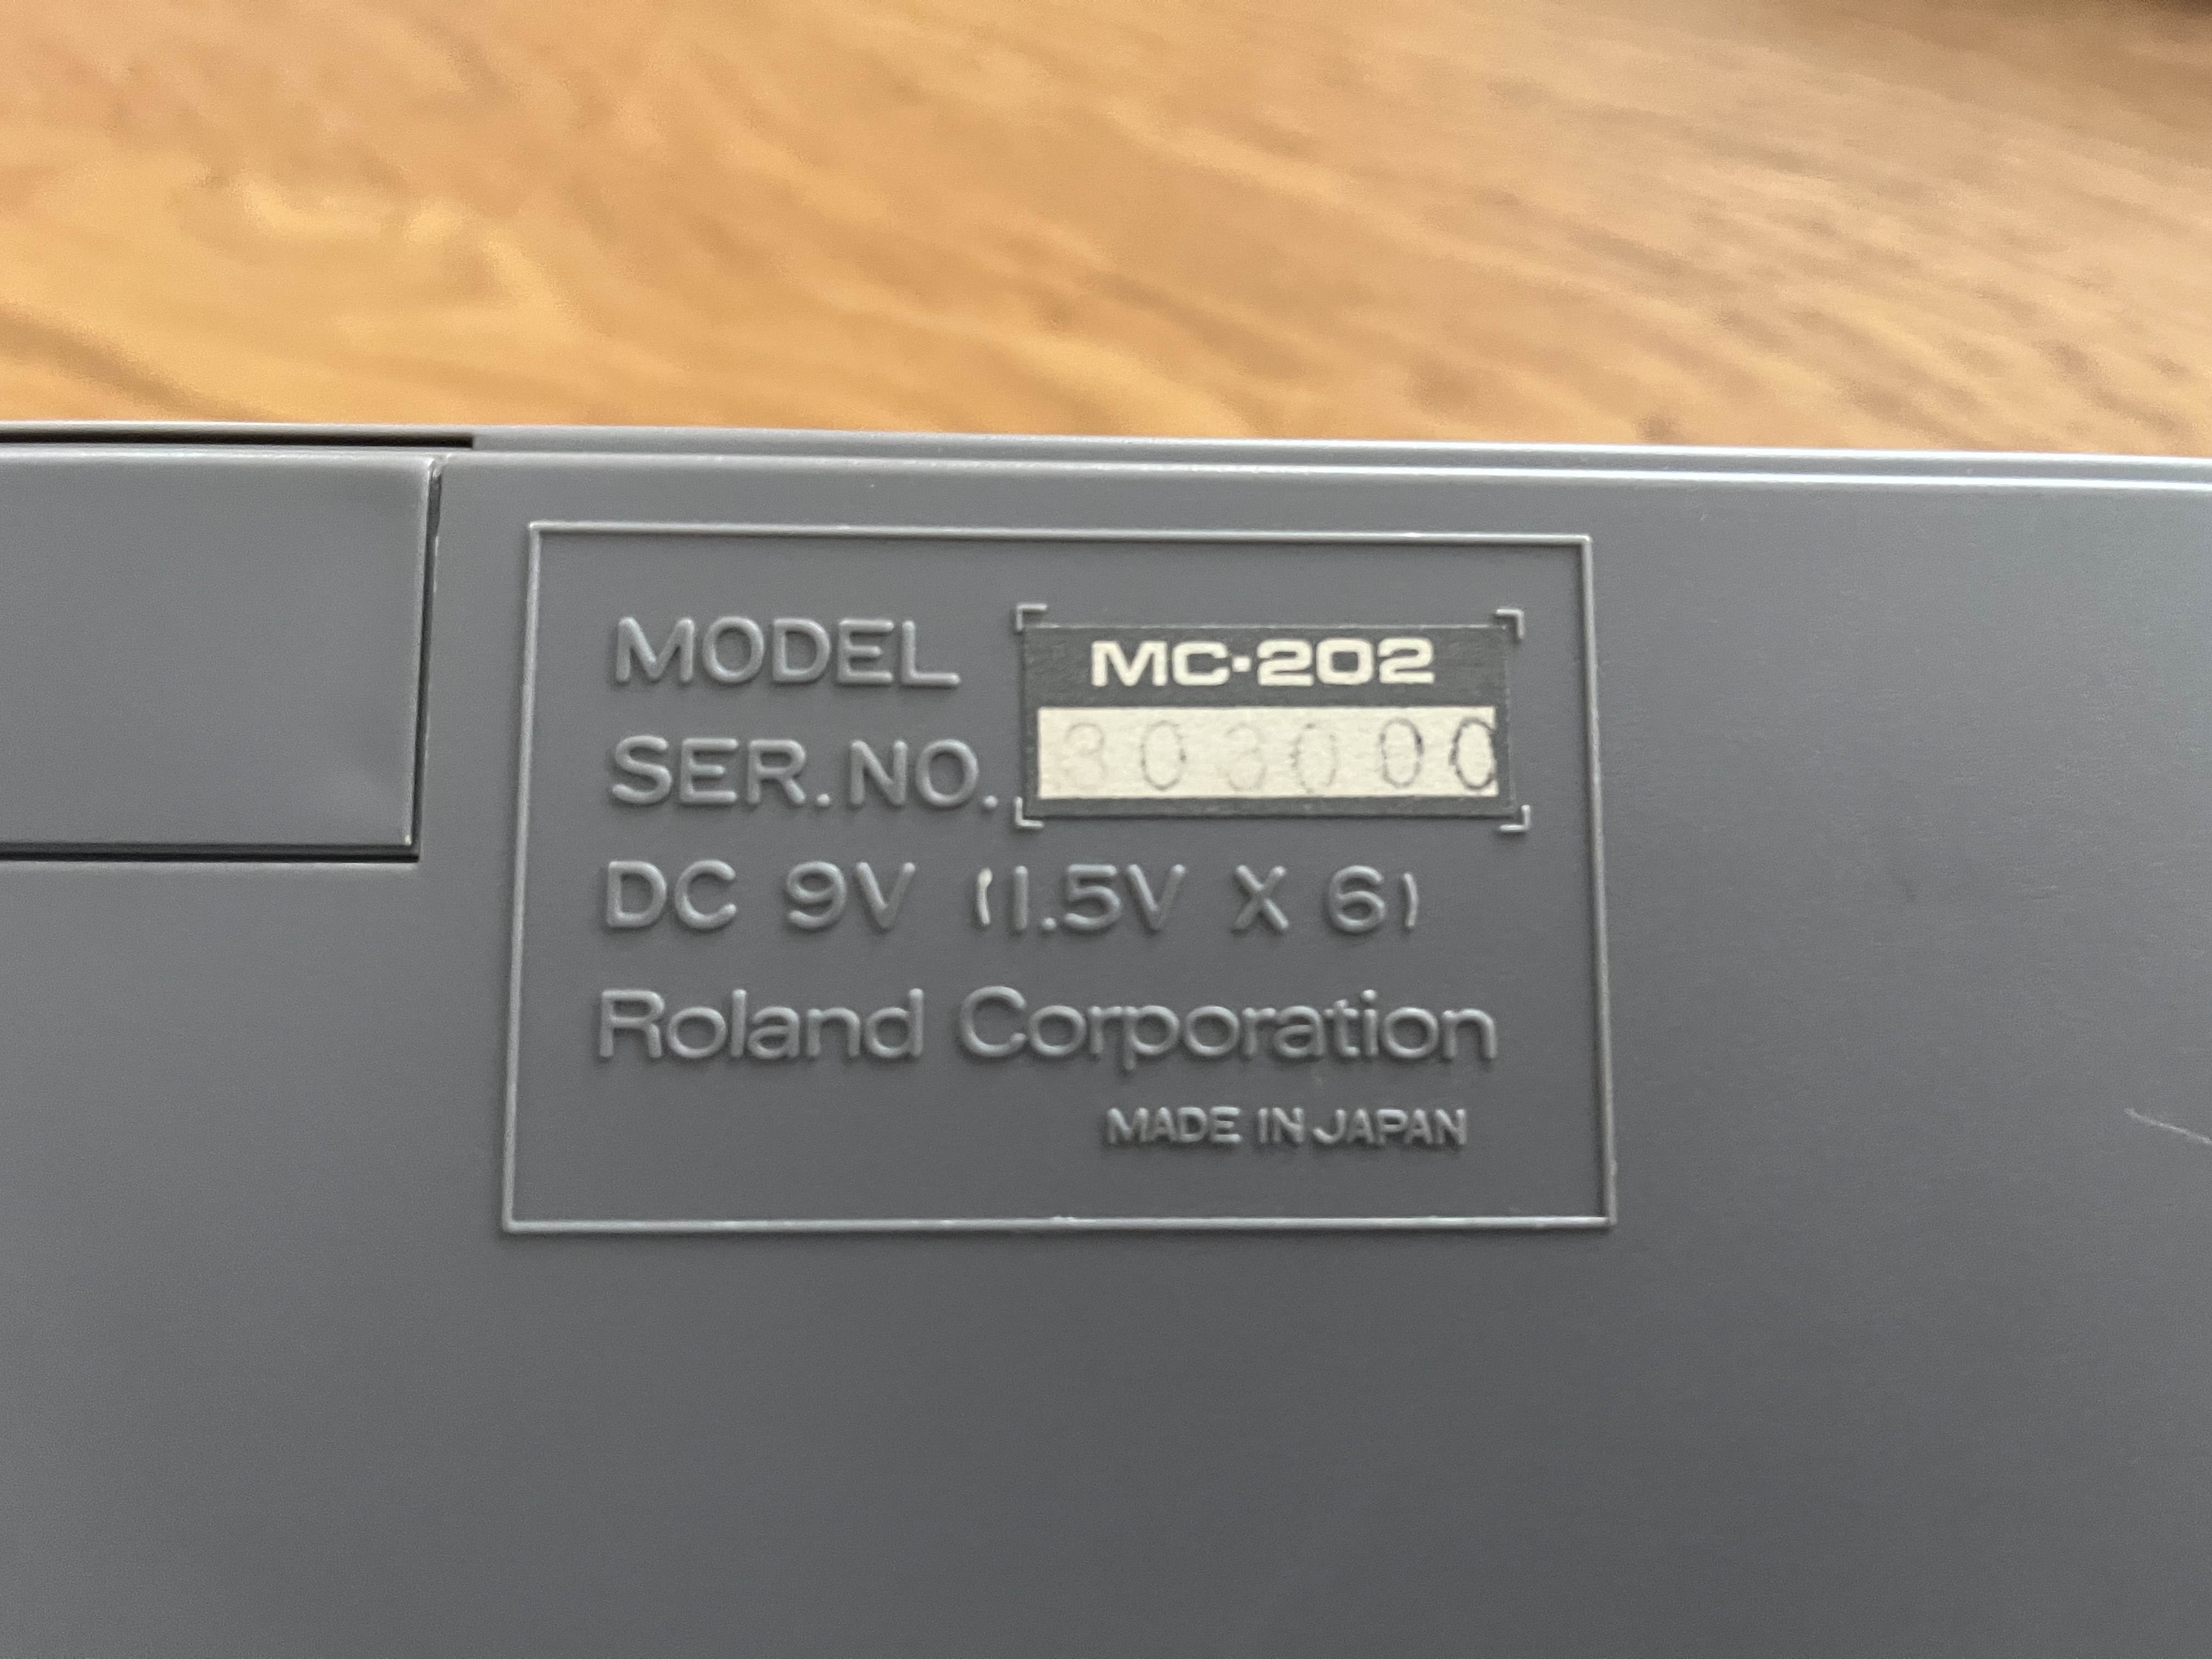 MODEL MC-202
SER.NO. 303000
DC 9V (1.5V X 6)
Roland Corporation
MADE IN JAPAN